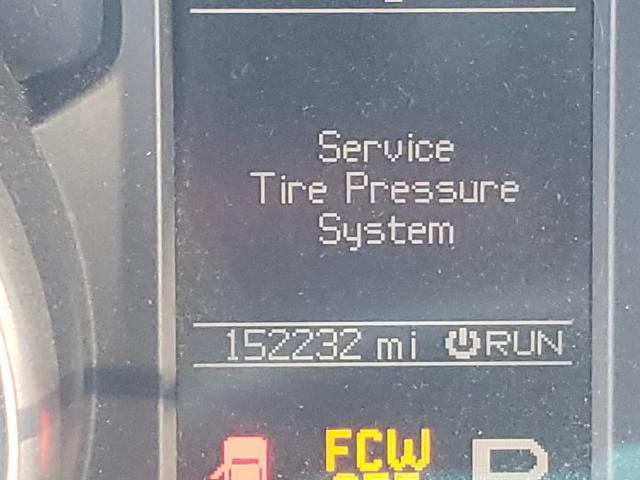 Service
Tire Pressure
System
152232 mi RUN
FCW
P